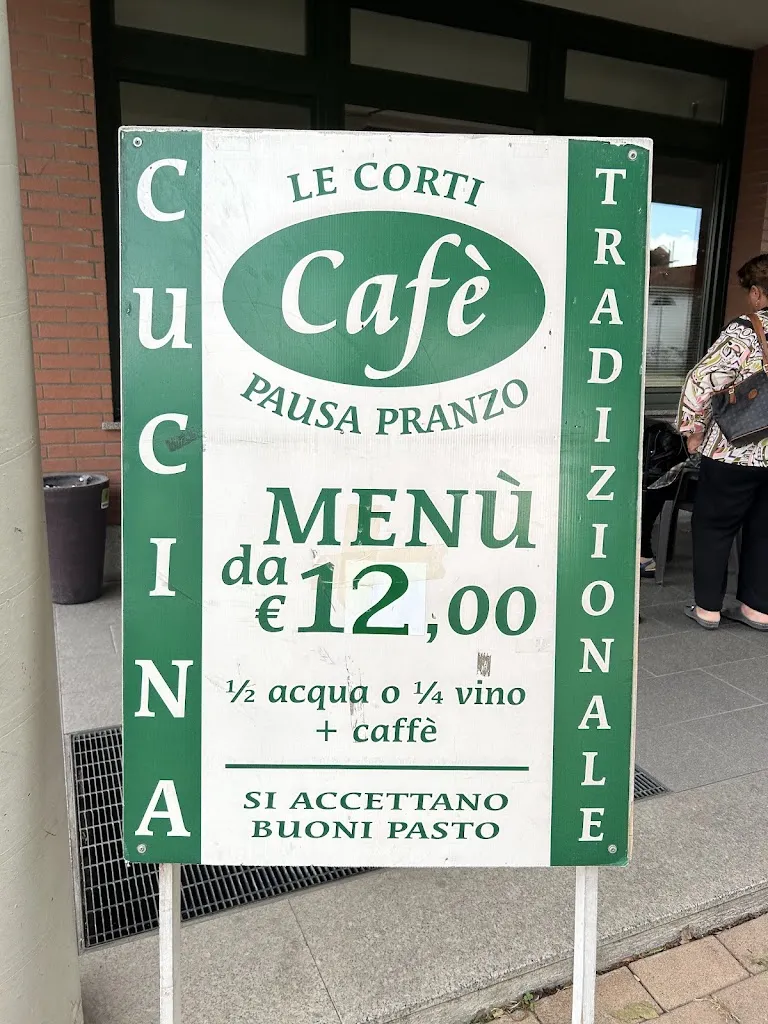 CUCINA
LE CORTI
Cafè
PAUSA PRANZO
MENÙ
da
€ 12,00
½ acqua o ¼ vino
+ caffè
SI ACCETTANO
BUONI PASTO
TRADIZIONALE